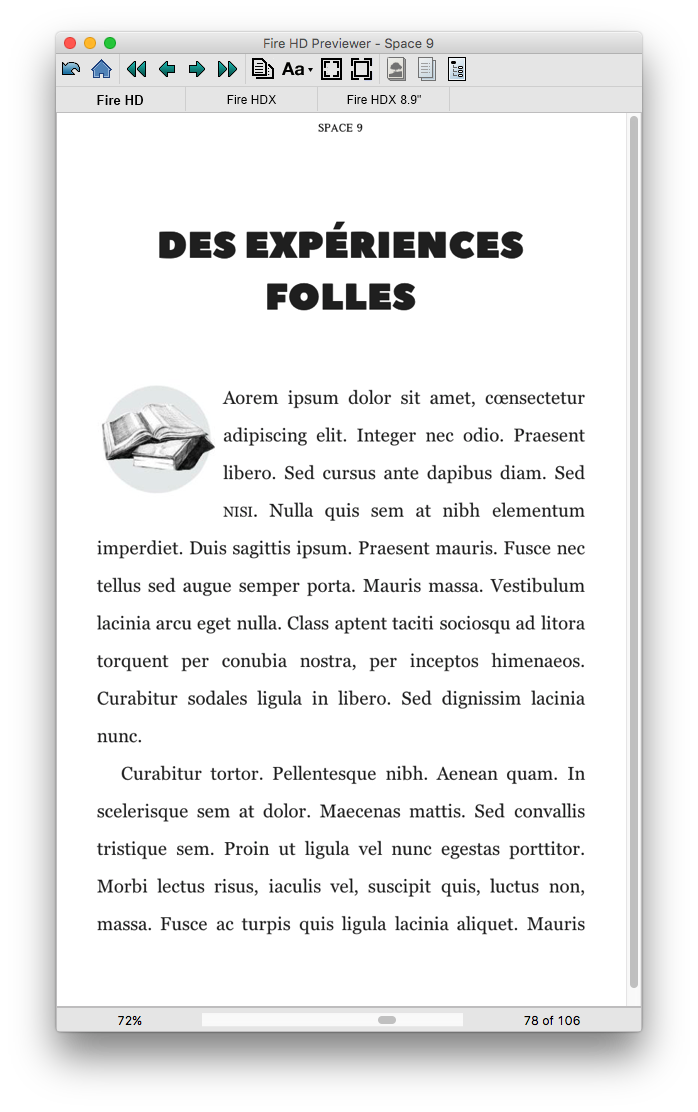 Fire HD Previewer - Space 9
Aa
Fire HD
Fire HDX
Fire HDX 8.9"
SPACE 9
DES EXPÉRIENCES
FOLLES
Aorem ipsum dolor sit amet, cœnsectetur
adipiscing elit. Integer nec odio. Praesent
libero. Sed cursus ante dapibus diam. Sed
NISI. Nulla quis sem at nibh elementum
imperdiet. Duis sagittis ipsum. Praesent mauris. Fusce nec
tellus sed augue semper porta. Mauris massa. Vestibulum
lacinia arcu eget nulla. Class aptent taciti sociosqu ad litora
torquent per conubia nostra, per inceptos himenaeos.
Curabitur sodales ligula in libero. Sed dignissim lacinia
nunc.
Curabitur tortor. Pellentesque nibh. Aenean quam. In
scelerisque sem at dolor. Maecenas mattis. Sed convallis
tristique sem. Proin ut ligula vel nunc egestas porttitor.
Morbi lectus risus, iaculis vel, suscipit quis, luctus non,
massa. Fusce ac turpis quis ligula lacinia aliquet. Mauris
72%
78 of 106